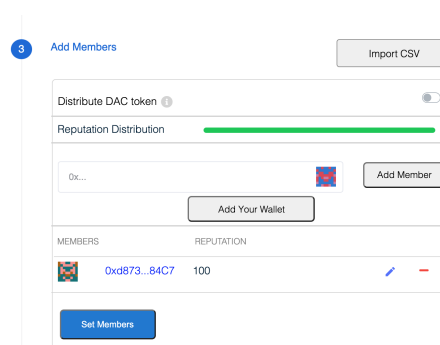 3
Add Members
Import CSV
Distribute DAC token
Reputation Distribution
0x...
Add Member
Add Your Wallet
MEMBERS REPUTATION
0xd873...84C7 100
Set Members